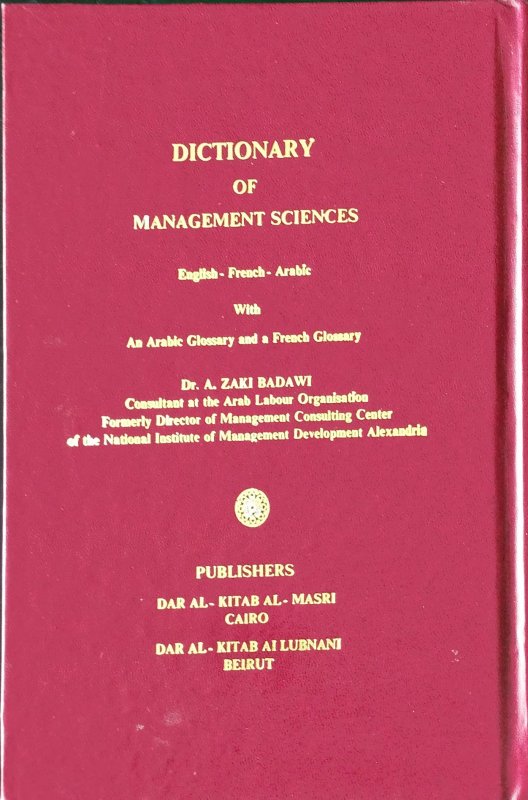 DICTIONARY
OF
MANAGEMENT SCIENCES
English - French - Arabic
With
An Arabic Glossary and a French Glossary
Dr. A. ZAKI BADAWI
Consultant at the Arab Labour Organisation
Formerly Director of Management Consulting Center
of the National Institute of Management Development Alexandria
PUBLISHERS
DAR AL - KITAB AL - MASRI
CAIRO
DAR AL - KITAB AI LUBNANI
BEIRUT